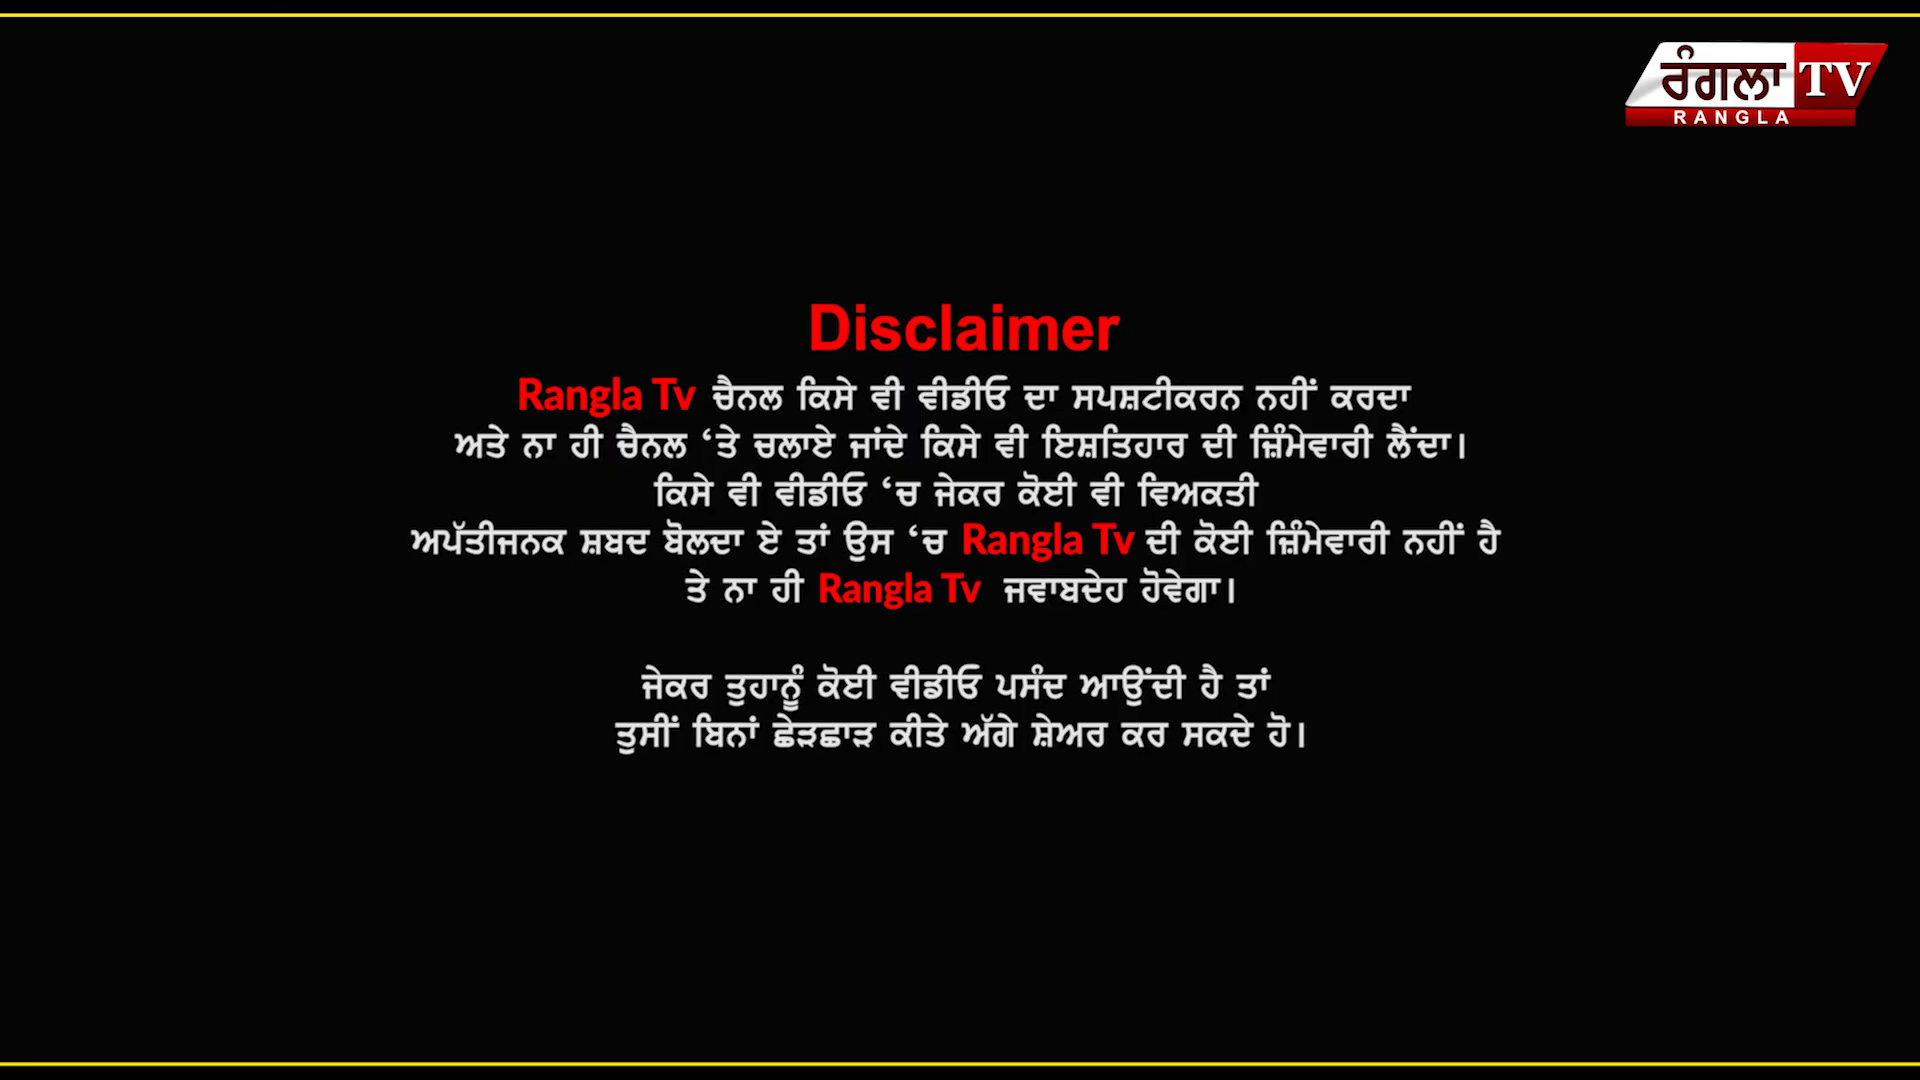 ਰੰਗਲਾ TV
RANGLA
Disclaimer
Rangla Tv ਚੈਨਲ ਕਿਸੇ ਵੀ ਵੀਡੀਓ ਦਾ ਸਪਸ਼ਟੀਕਰਨ ਨਹੀਂ ਕਰਦਾ
ਅਤੇ ਨਾ ਹੀ ਚੈਨਲ ‘ਤੇ ਚਲਾਏ ਜਾਂਦੇ ਕਿਸੇ ਵੀ ਇਸ਼ਤਿਹਾਰ ਦੀ ਜ਼ਿੰਮੇਵਾਰੀ ਲੈਂਦਾ।
ਕਿਸੇ ਵੀ ਵੀਡੀਓ ‘ਚ ਜੇਕਰ ਕੋਈ ਵੀ ਵਿਅਕਤੀ
ਅਪੱਤੀਜਨਕ ਸ਼ਬਦ ਬੋਲਦਾ ਏ ਤਾਂ ਉਸ ‘ਚ Rangla Tv ਦੀ ਕੋਈ ਜ਼ਿੰਮੇਵਾਰੀ ਨਹੀਂ ਹੈ
ਤੇ ਨਾ ਹੀ Rangla Tv ਜਵਾਬਦੇਹ ਹੋਵੇਗਾ।
ਜੇਕਰ ਤੁਹਾਨੂੰ ਕੋਈ ਵੀਡੀਓ ਪਸੰਦ ਆਉਂਦੀ ਹੈ ਤਾਂ
ਤੁਸੀਂ ਬਿਨਾਂ ਛੇੜਛਾੜ ਕੀਤੇ ਅੱਗੇ ਸ਼ੇਅਰ ਕਰ ਸਕਦੇ ਹੋ।